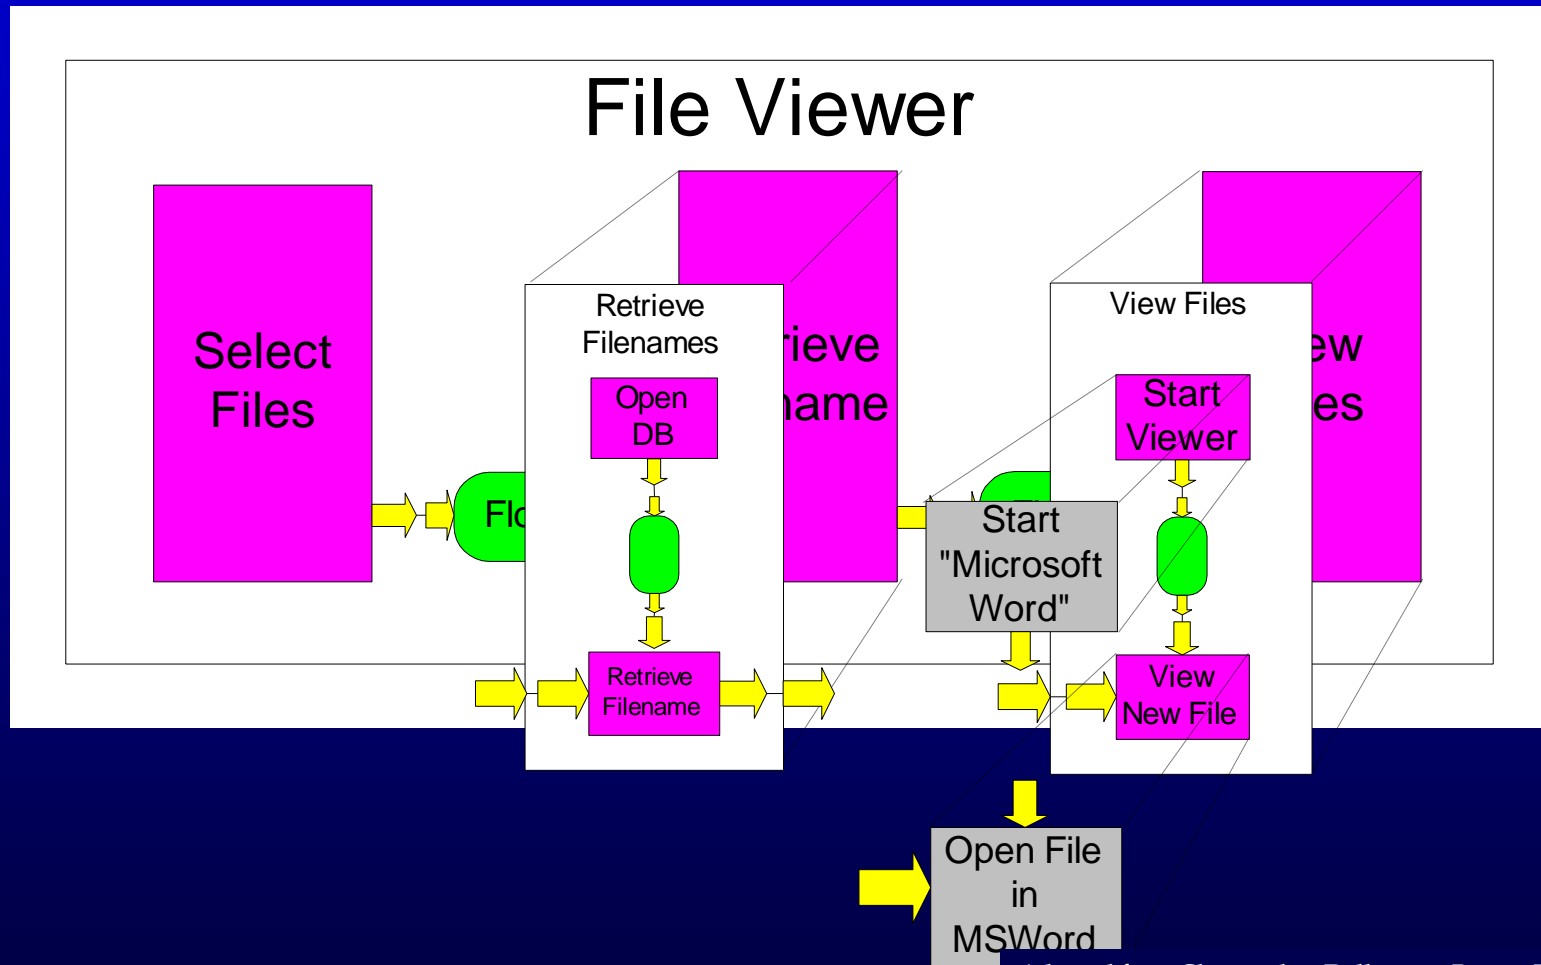 File Viewer
Select
Files
Retrieve
Filenames
Open
DB
Retrieve
Filename
View Files
Start
Viewer
View
New File
Start
"Microsoft
Word"
Open File
in
MSWord